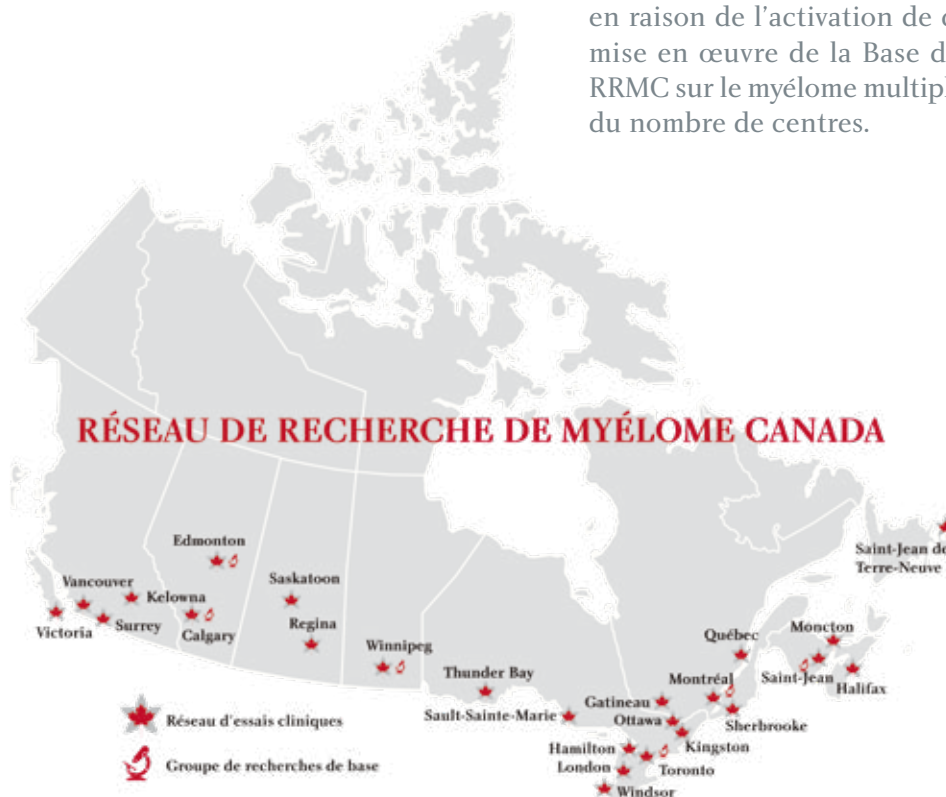 en raison de l'activation de
mise en œuvre de la Base
RRMC sur le myélome
du nombre de centres.
RÉSEAU DE RECHERCHE DE MYÉLOME CANADA
Edmonton
Saskatoon
Vancouver
Kelowna
Victoria
Surrey
Calgary
Regina
Winnipeg
Thunder Bay
Sault-Sainte-Marie
Québec
Moncton
Saint-Jean de
Terre-Neuve
Montréal
Saint-Jean
Halifax
Gatineau
Ottawa
Sherbrooke
Kingston
Hamilton
Toronto
London
Windsor
Réseau d'essais cliniques
Groupe de recherches de base